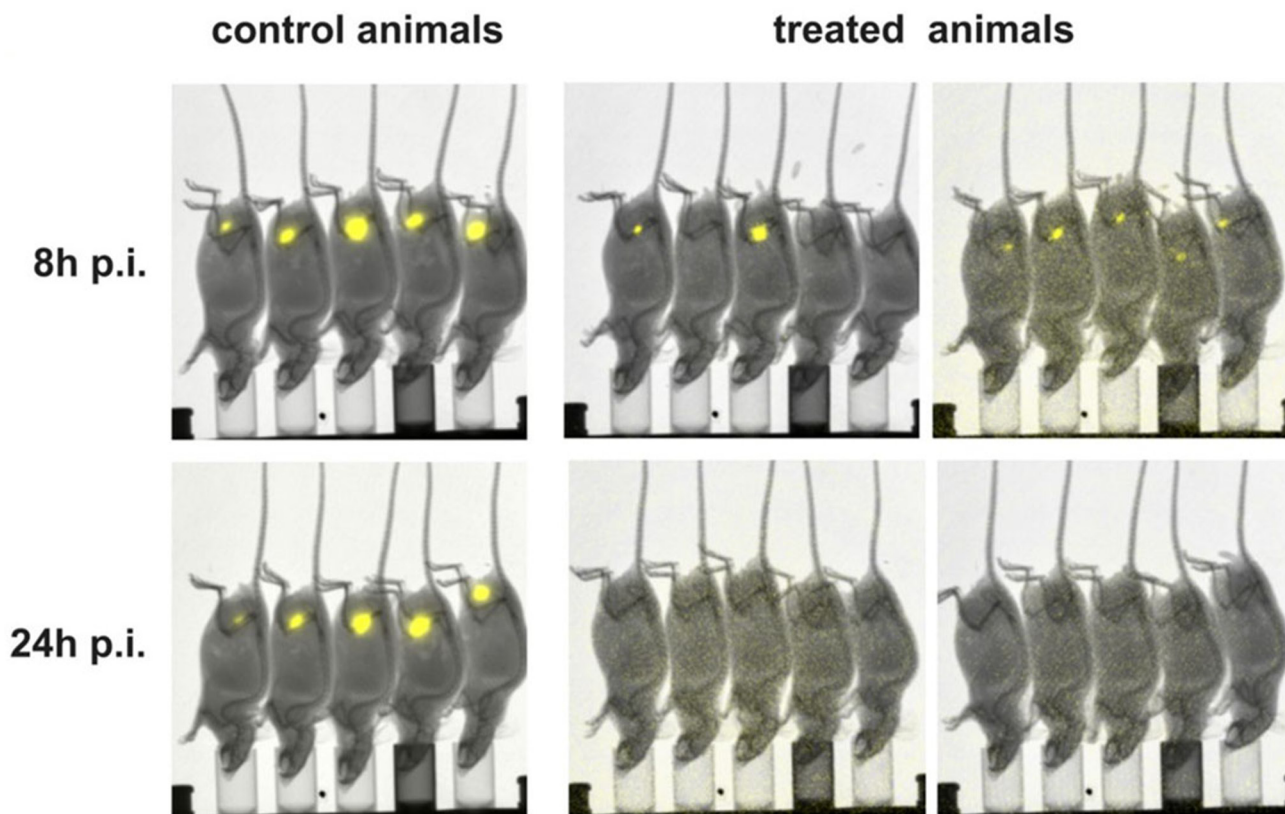 control animals
treated animals
8h p.i.
24h p.i.